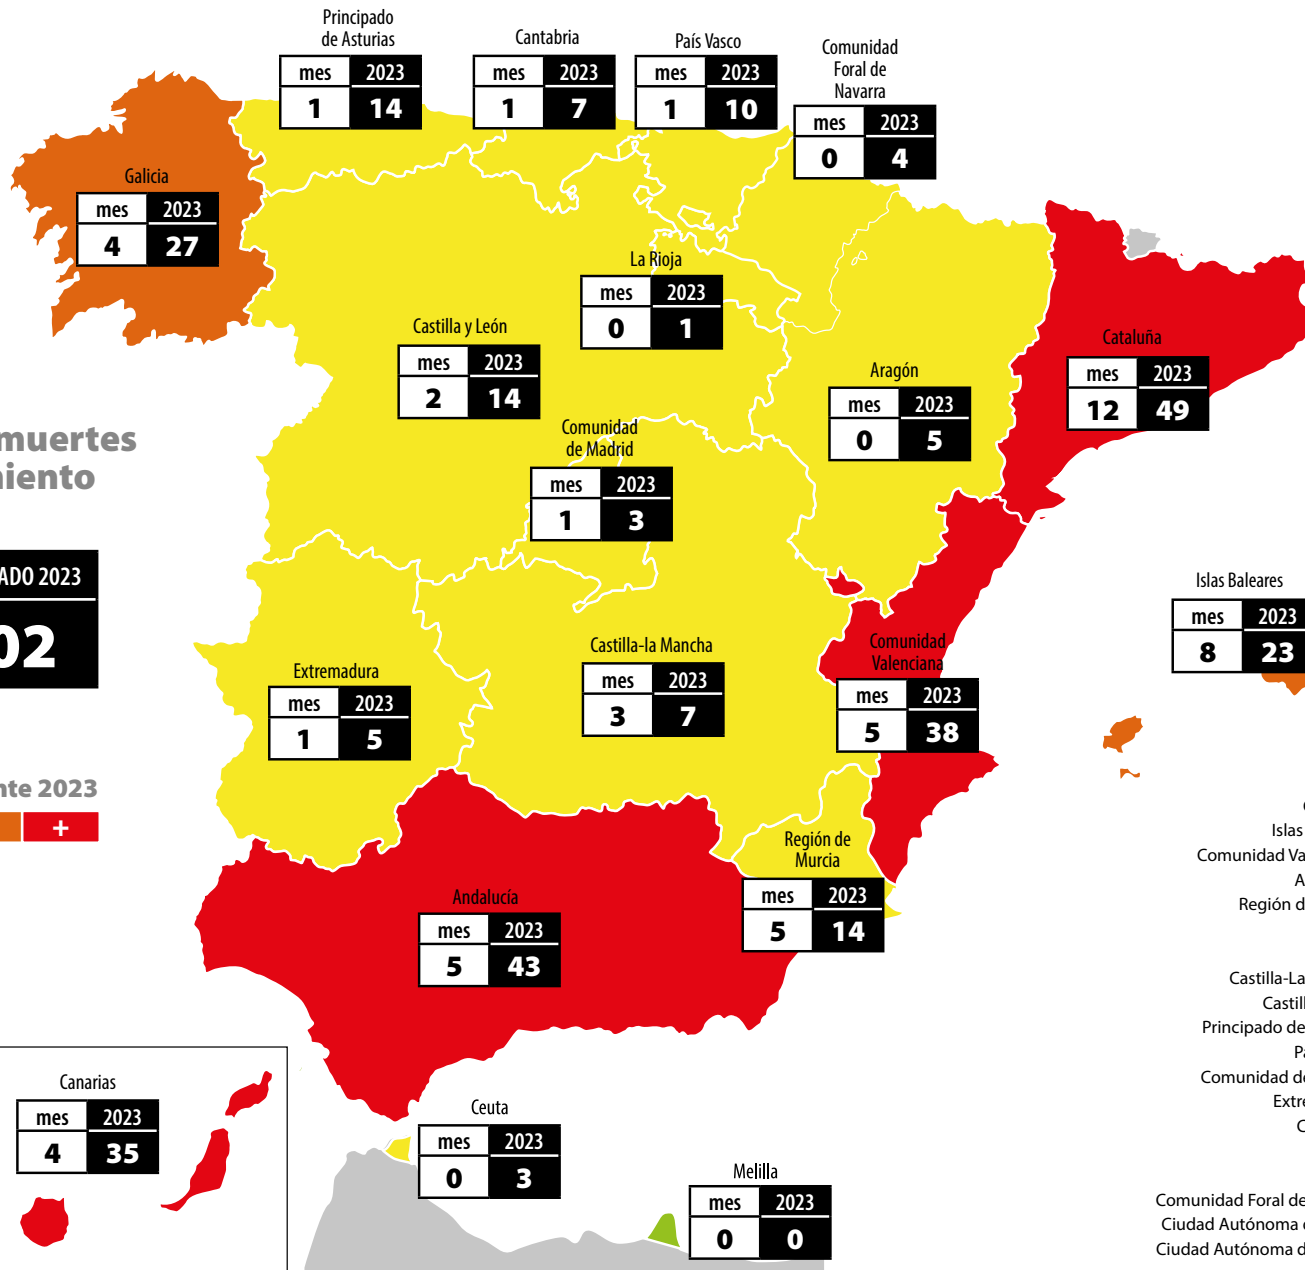 Principado
de Asturias
mes 2023
1 14
Cantabria
mes 2023
1 7
País Vasco
mes 2023
1 10
Comunidad
Foral de
Navarra
mes 2023
0 4
Galicia
mes 2023
4 27
La Rioja
mes 2023
0 1
Castilla y León
mes 2023
2 14
Cataluña
mes 2023
12 49
Aragón
mes 2023
0 5
Comunidad
de Madrid
mes 2023
1 3
muertes
miento
ADO 2023
02
Islas Baleares
mes 2023
8 23
Castilla-la Mancha
mes 2023
3 7
Comunidad
Valenciana
mes 2023
5 38
Extremadura
mes 2023
1 5
nte 2023
+
Región de
Murcia
mes 2023
5 14
Andalucía
mes 2023
5 43
Canarias
mes 2023
4 35
Ceuta
mes 2023
0 3
Melilla
mes 2023
0 0
Islas
Comunidad Va
A
Región d
Castilla-La
Castill
Principado de
Pa
Comunidad de
Extre
C
Comunidad Foral de
Ciudad Autónoma
Ciudad Autónoma d